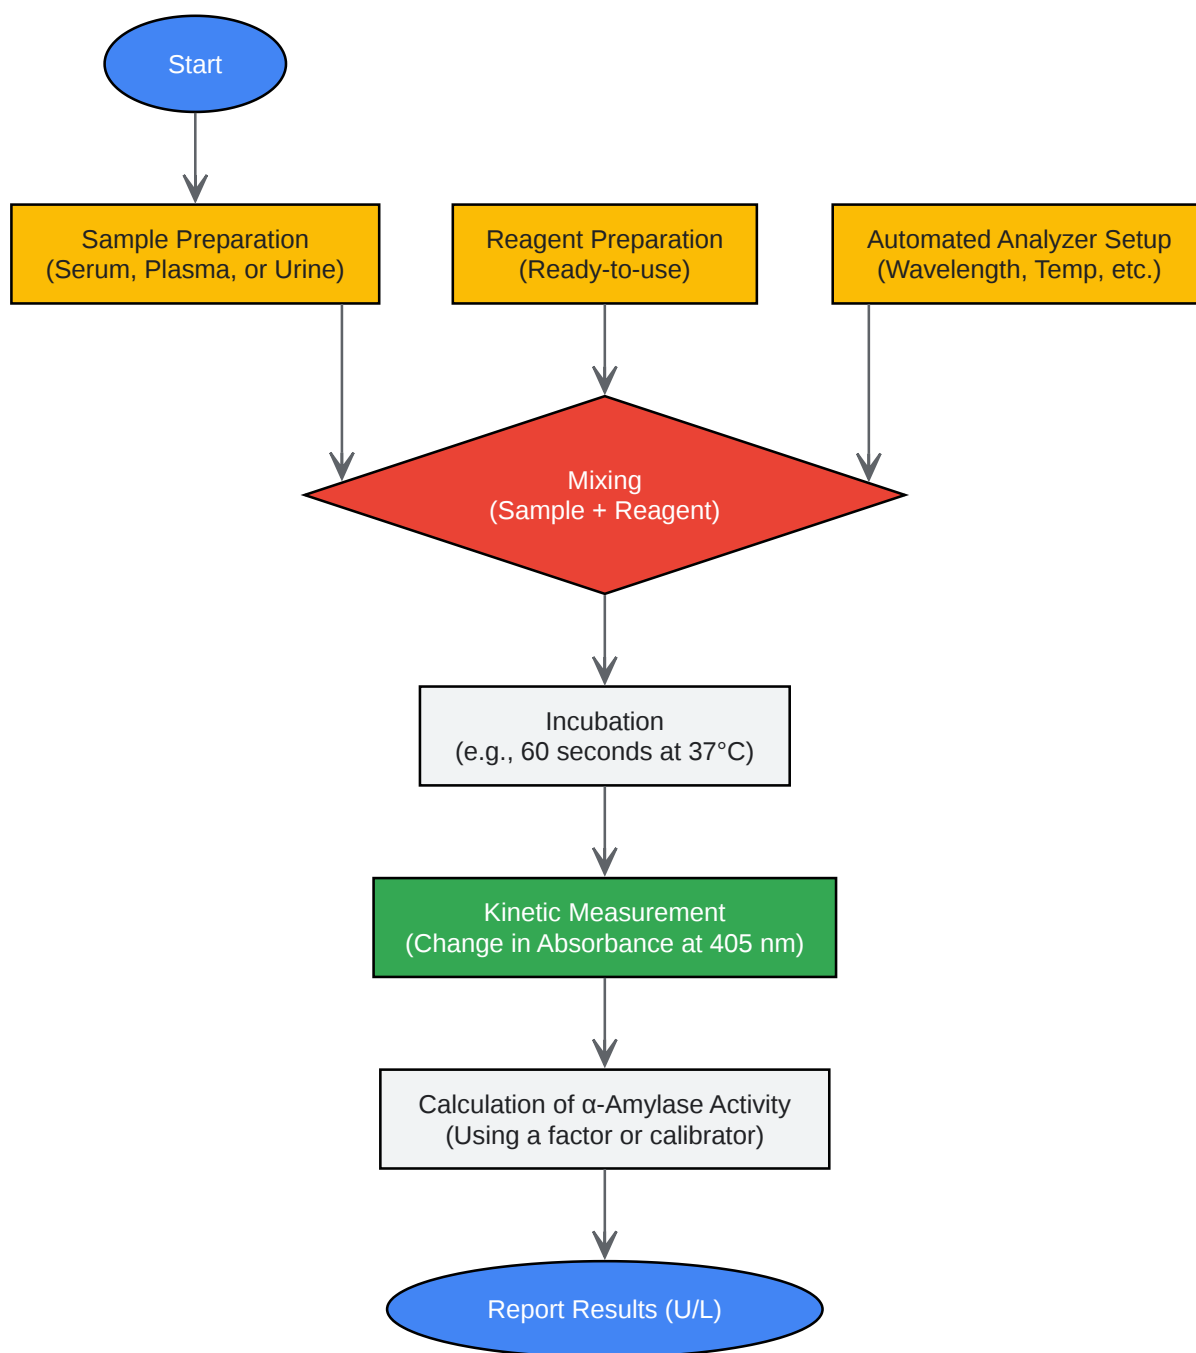 Start
Sample Preparation
(Serum, Plasma, or Urine)
Reagent Preparation
(Ready-to-use)
Automated Analyzer Setup
(Wavelength, Temp, etc.)
Mixing
(Sample + Reagent)
Incubation
(e.g., 60 seconds at 37°C)
Kinetic Measurement
(Change in Absorbance at 405 nm)
Calculation of α-Amylase Activity
(Using a factor or calibrator)
Report Results (U/L)